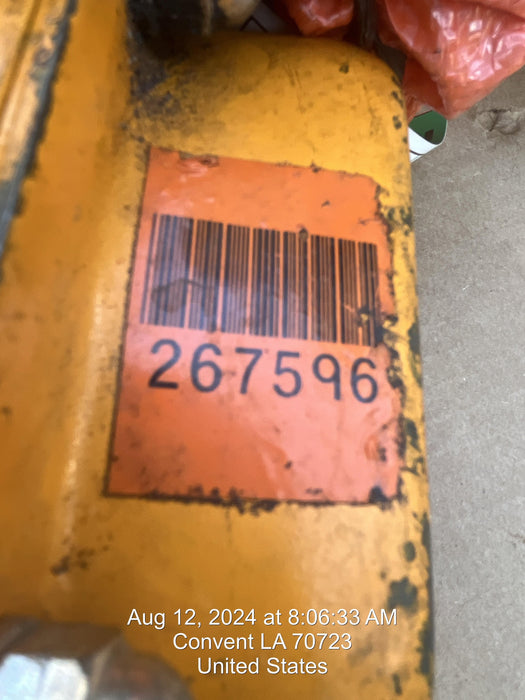 267596
Aug 12, 2024 at 8:06:33 AM
Convent LA 70723
United States